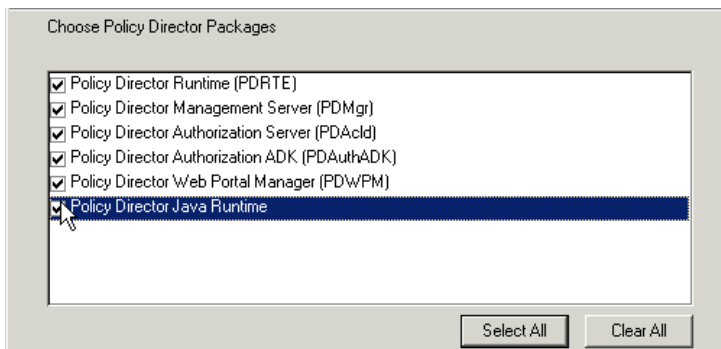 Choose Policy Director Packages
Policy Director Runtime (PDRTE)
Policy Director Management Server (PDMgr)
Policy Director Authorization Server (PDAcld)
Policy Director Authorization ADK (PDAuthADK)
Policy Director Web Portal Manager (PDWPM)
Policy Director Java Runtime
Select All
Clear All